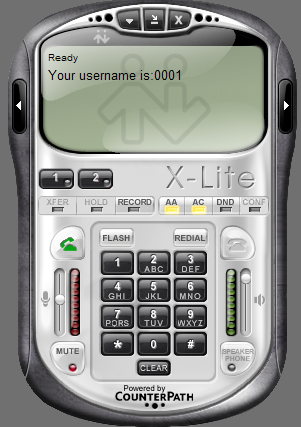 X
Ready
Your username is:0001
1 2
X-Lite
XFER HOLD RECORD AA AC DND CONF
FLASH REDIAL
1 2 ABC 3 DEF
4 GHI 5 JKL 6 MNO
7 PQRS 8 TUV 9 WXYZ
* 0 #
MUTE CLEAR SPEAKER PHONE
Powered by
COUNTERPATH